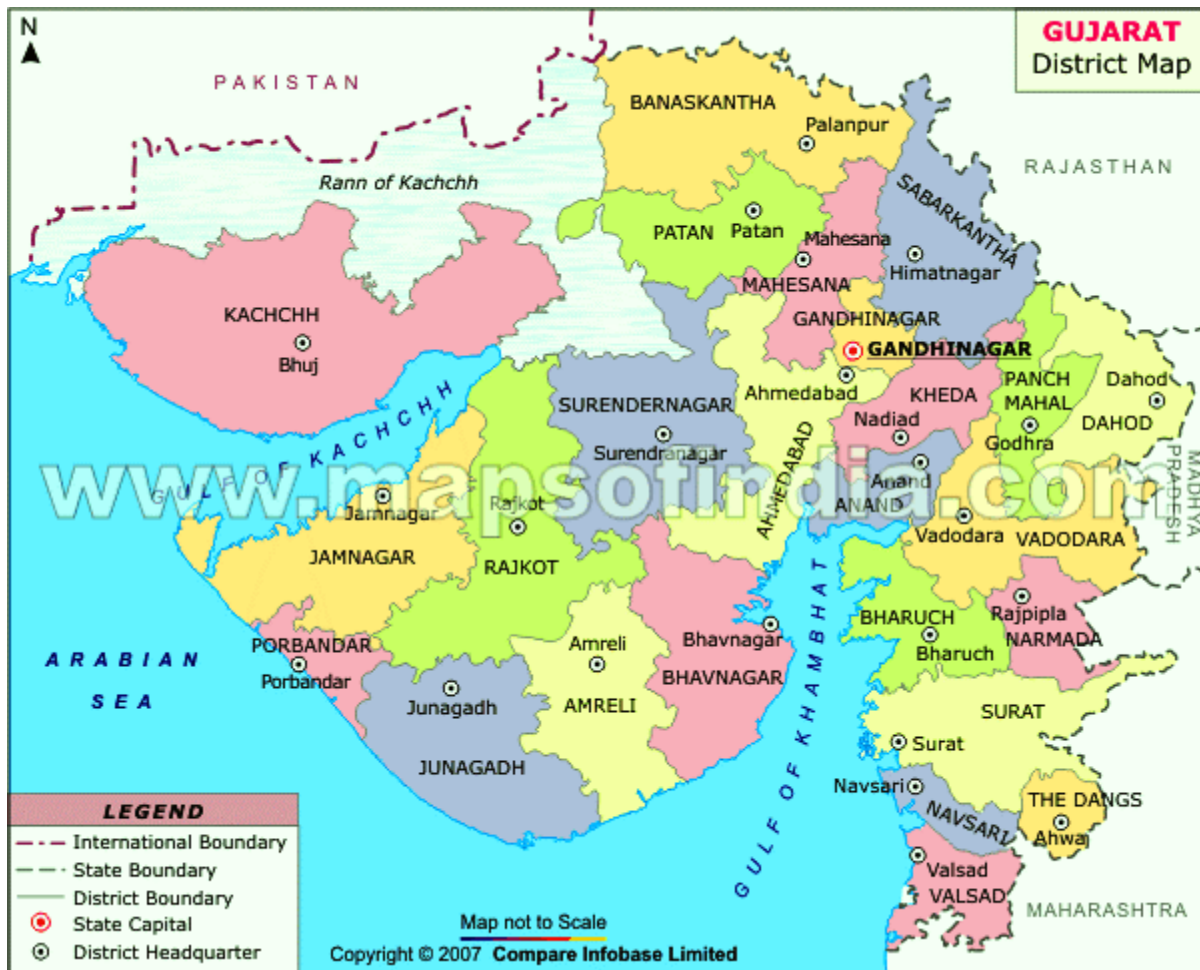 N
GUJARAT
District Map
PAKISTAN
BANASKANTHA
Palanpur
RAJASTHAN
Rann of Kachchh
SABARKANTHA
PATAN
Patan
Mahesana
Himatnagar
MAHESANA
KACHCHH
GANDHINAGAR
Bhuj
GANDHINAGAR
Ahmedabad
PANCH
MAHAL
Dahod
DAHOD
KHEDA
SURENDERNAGAR
Nadiad
Godhra
GULF OF KACHCHH
Surendranagar
AHMEDABAD
MADHYA
PRADESH
www.mapsofindia.com
Anand
ANAND
Jamnagar
Rajkot
Vadodara
VADODARA
JAMNAGAR
RAJKOT
Rajpipla
BHARUCH
NARMADA
Bharuch
PORBANDAR
Porbandar
Amreli
AMRELI
Bhavnagar
BHAVNAGAR
GULF OF KHAMBHAT
ARABIAN
SEA
Junagadh
JUNAGADH
SURAT
Surat
Navsari
NAVSARI
THE DANGS
Ahwa
Valsad
VALSAD
MAHARASHTRA
LEGEND
International Boundary
State Boundary
District Boundary
State Capital
District Headquarter
Map not to Scale
Copyright © 2007 Compare Infobase Limited